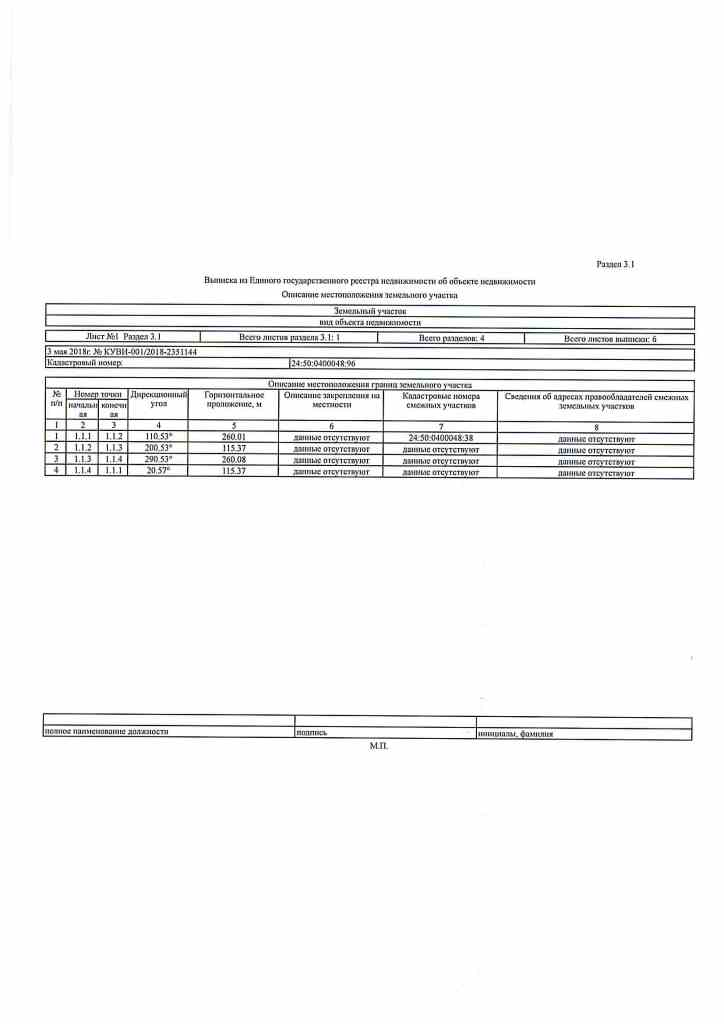 Раздел 3.1
Выписка из Единого государственного реестра недвижимости об объекте недвижимости
Описание местоположения земельного участка
Земельный участок
вид объекта недвижимости
Лист №1 Раздел 3.1 Всего листов раздела 3.1: 1 Всего разделов: 4 Всего листов выписки: 6
3 мая 2018г. № КУВИ-001/2018-2351144
Кадастровый номер: 24:50:0400048:96
Описание местоположения границ земельного участка
№ п/п Номер точки Дирекционный угол Горизонтальное проложение, м Описание закрепления на местности Кадастровые номера смежных участков Сведения об адресах правообладателей смежных земельных участков
начальн ая конечн ая
1 2 3 4 5 6 7 8
1 1.1.1 1.1.2 110.53° 260.01 данные отсутствуют 24:50:0400048:38 данные отсутствуют
2 1.1.2 1.1.3 200.53° 115.37 данные отсутствуют данные отсутствуют данные отсутствуют
3 1.1.3 1.1.4 290.53° 260.08 данные отсутствуют данные отсутствуют данные отсутствуют
4 1.1.4 1.1.1 20.57° 115.37 данные отсутствуют данные отсутствуют данные отсутствуют
полное наименование должности подпись инициалы, фамилия
М.П.